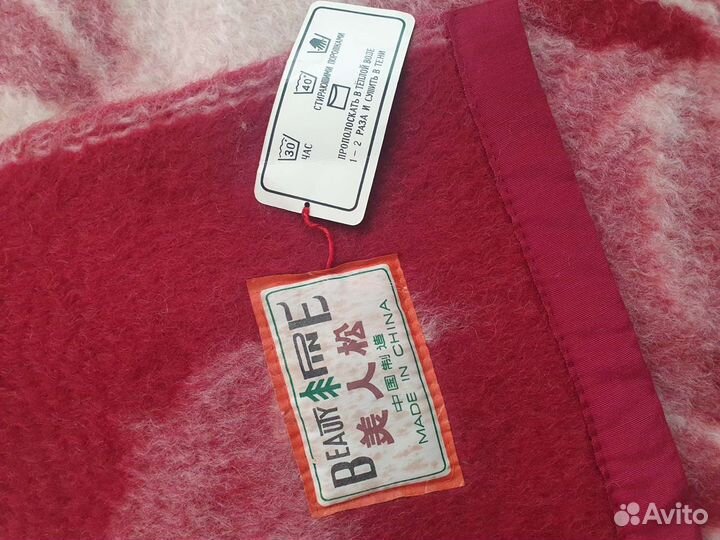 30
40
ЧАС
СТИРАЮЩИМИ ПОРОШКАМИ
ПРОПОЛОСКАТЬ В ТЕПЛОЙ ВОДЕ
1 – 2 РАЗА И СУШИТЬ В ТЕНИ
BEAUTY PINE
美人松
中国制造
MADE IN CHINA
Avito